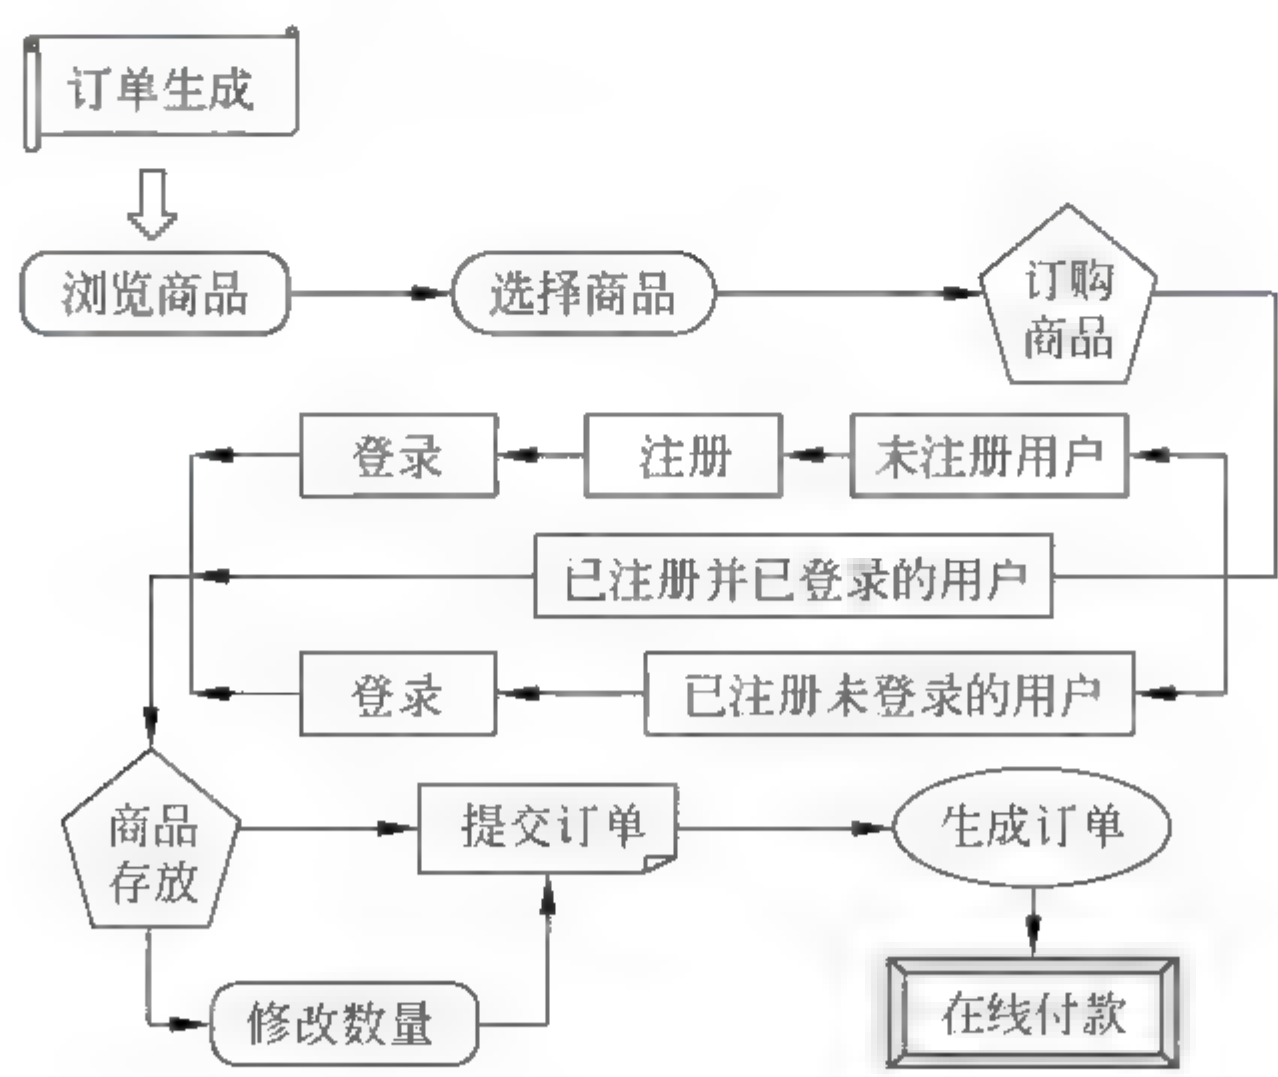 订单生成
浏览商品
选择商品
订购
商品
登录
注册
未注册用户
已注册并已登录的用户
登录
已注册未登录的用户
商品
存放
提交订单
生成订单
修改数量
在线付款